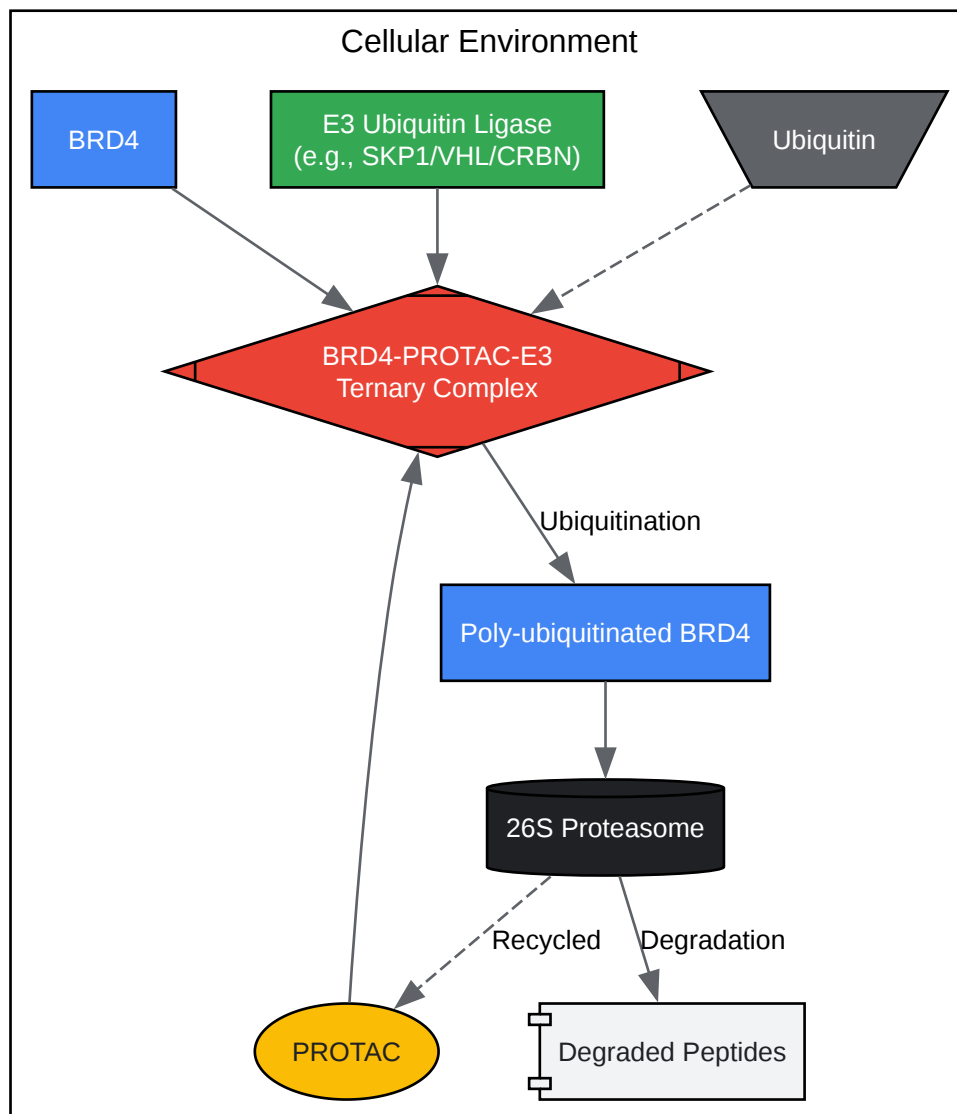 Cellular Environment
BRD4
E3 Ubiquitin Ligase
(e.g., SKP1/VHL/CRBN)
Ubiquitin
BRD4-PROTAC-E3
Ternary Complex
Ubiquitination
Poly-ubiquitinated BRD4
26S Proteasome
Recycled
Degradation
PROTAC
Degraded Peptides